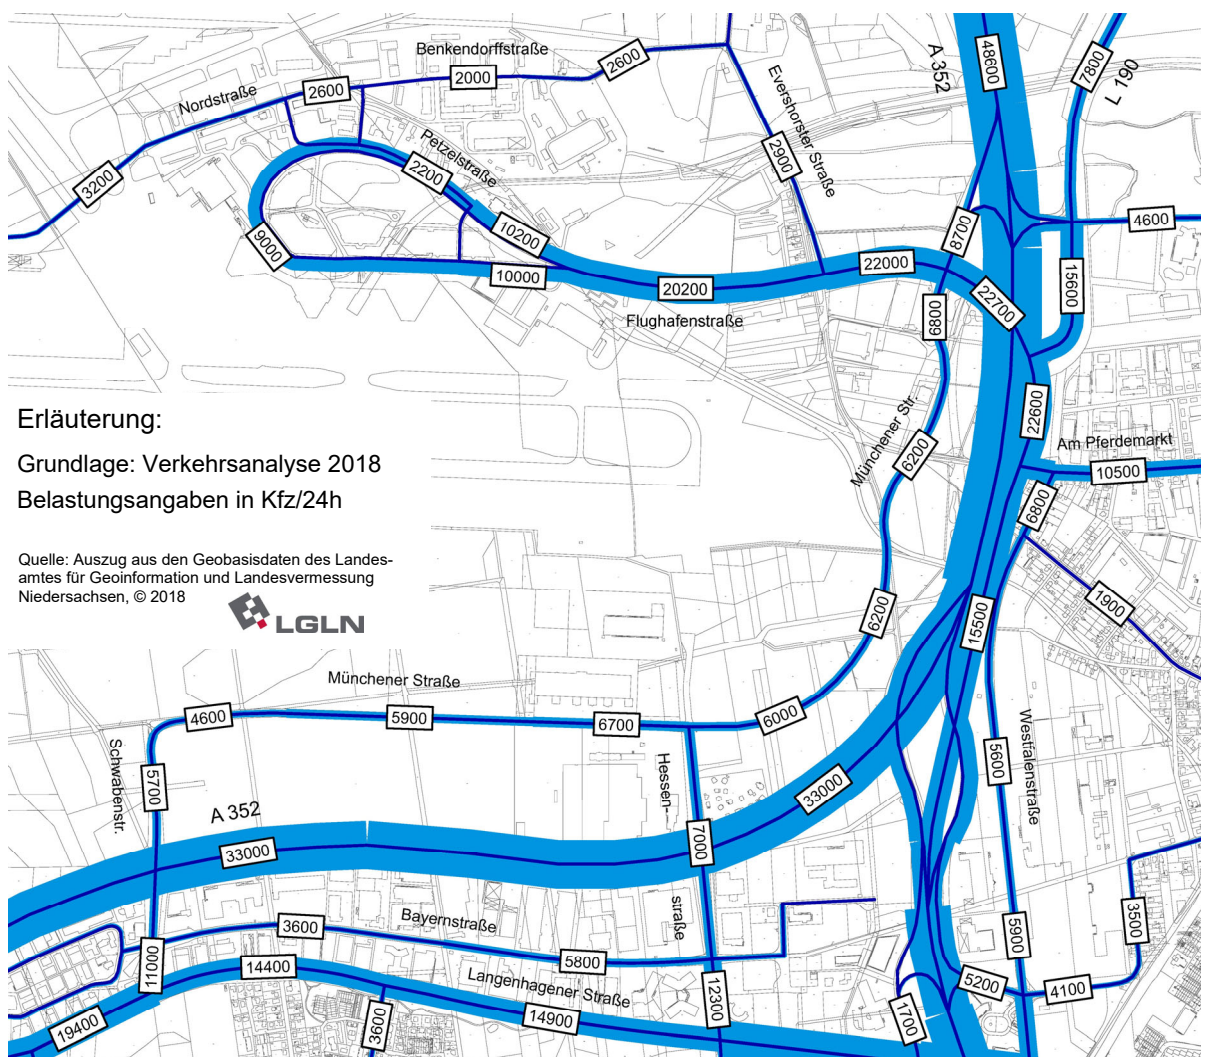 Benkendorffstraße
2600
2000
2600
Nordstraße
3200
Petzelstraße
2200
Evershorster Straße
2900
A 352
48600
7800
L 190
4600
8700
9000
10200
10000
20200
22000
22700
15600
Flughafenstraße
6800
22600
Münchener Str.
6200
Am Pferdemarkt
10500
6800
1900
Erläuterung:
Grundlage: Verkehrsanalyse 2018
Belastungsangaben in Kfz/24h
Quelle: Auszug aus den Geobasisdaten des Landes-
amtes für Geoinformation und Landesvermessung
Niedersachsen, © 2018
LGLN
6200
15500
Münchener Straße
4600
5900
6700
6000
Schwabenstr.
5700
Hessen-
straße
7000
33000
5600
Westfalenstraße
A 352
33000
Bayernstraße
3600
5800
11000
14400
Langenhagener Straße
14900
19400
3600
12300
1700
5200
5900
4100
3500